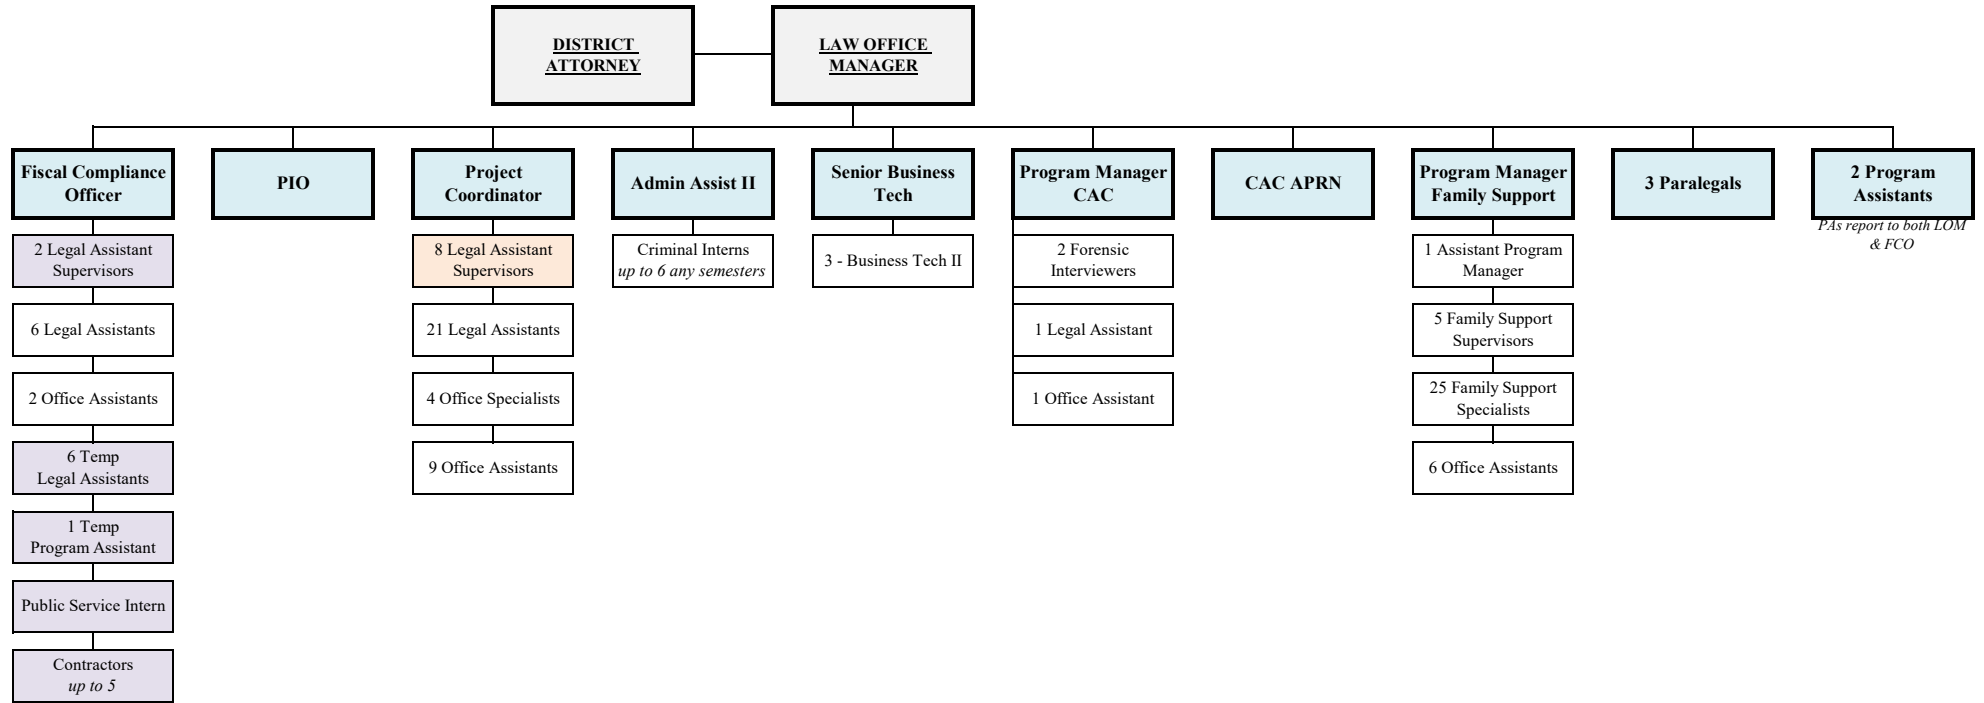 DISTRICT
ATTORNEY
LAW OFFICE
MANAGER
Fiscal Compliance
Officer
PIO
Project
Coordinator
Admin Assist II
Senior Business
Tech
Program Manager
CAC
CAC APRN
Program Manager
Family Support
3 Paralegals
2 Program
Assistants
PAs report to both LOM
& FCO
2 Legal Assistant
Supervisors
6 Legal Assistants
2 Office Assistants
6 Temp
Legal Assistants
1 Temp
Program Assistant
Public Service Intern
Contractors
up to 5
8 Legal Assistant
Supervisors
21 Legal Assistants
4 Office Specialists
9 Office Assistants
Criminal Interns
up to 6 any semesters
3 - Business Tech II
2 Forensic
Interviewers
1 Legal Assistant
1 Office Assistant
1 Assistant Program
Manager
5 Family Support
Supervisors
25 Family Support
Specialists
6 Office Assistants